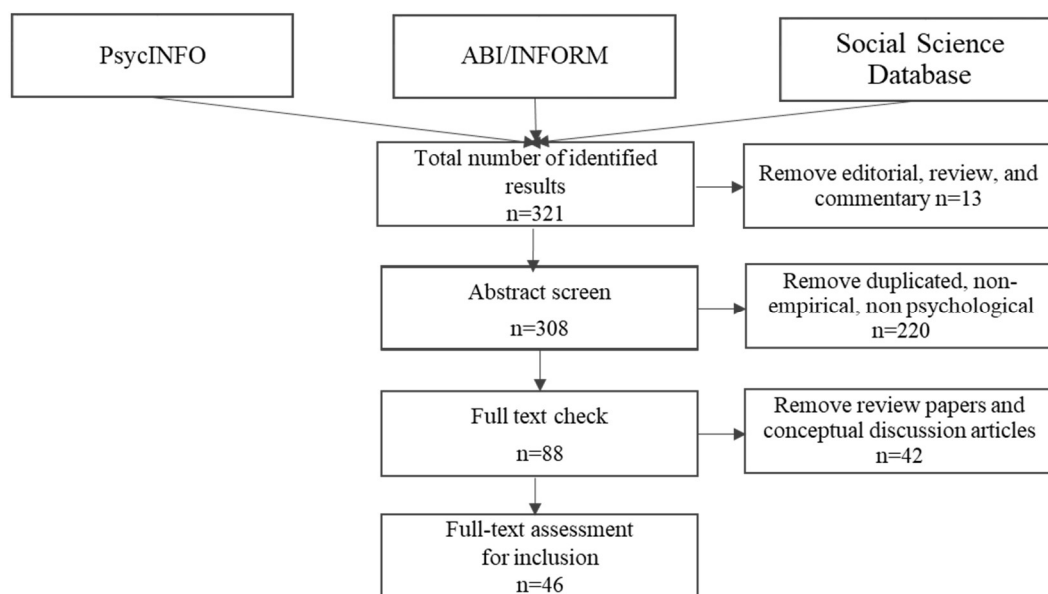 PsycINFO
ABI/INFORM
Social Science
Database
Total number of identified
results
n=321
Remove editorial, review, and
commentary n=13
Abstract screen
n=308
Remove duplicated, non-
empirical, non psychological
n=220
Full text check
n=88
Remove review papers and
conceptual discussion articles
n=42
Full-text assessment
for inclusion
n=46